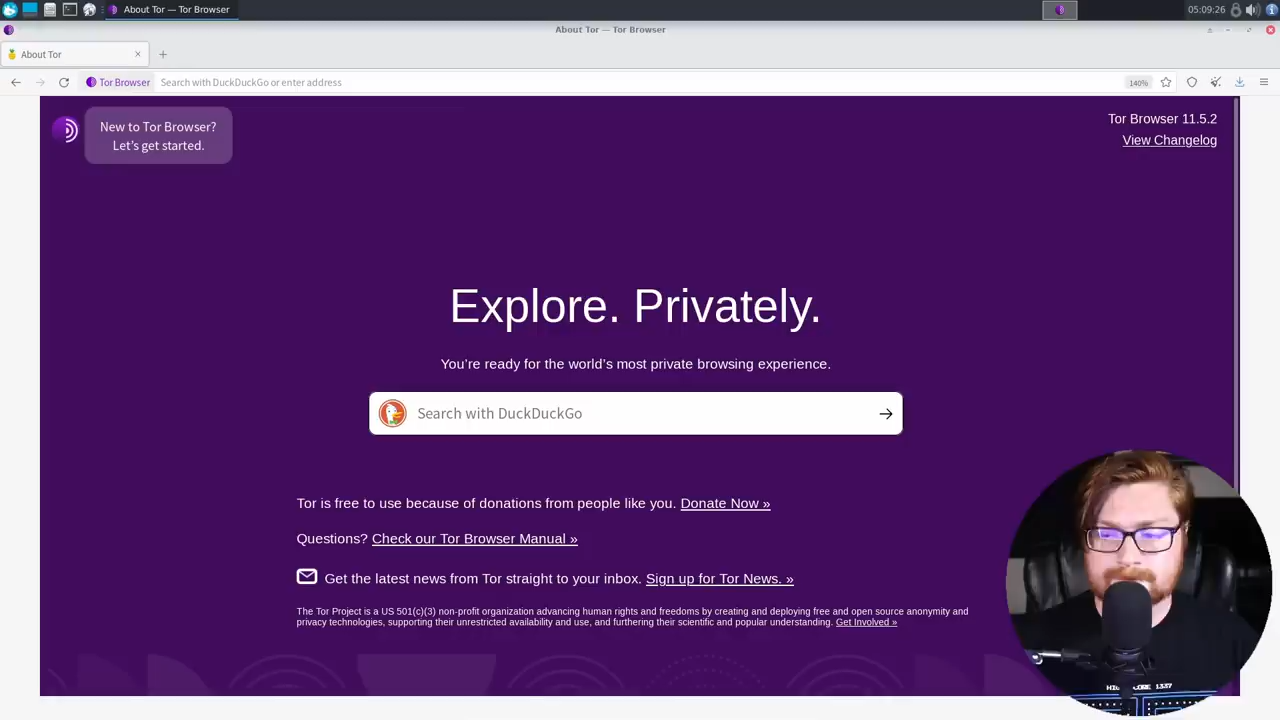 About Tor — Tor Browser
05:09:26
About Tor — Tor Browser
About Tor
Tor Browser
Search with DuckDuckGo or enter address
140%
New to Tor Browser?
Let's get started.
Tor Browser 11.5.2
View Changelog
Explore. Privately.
You're ready for the world's most private browsing experience.
Search with DuckDuckGo
Tor is free to use because of donations from people like you. Donate Now »
Questions? Check our Tor Browser Manual »
Get the latest news from Tor straight to your inbox. Sign up for Tor News. »
The Tor Project is a US 501(c)(3) non-profit organization advancing human rights and freedoms by creating and deploying free and open source anonymity and
privacy technologies, supporting their unrestricted availability and use, and furthering their scientific and popular understanding. Get Involved »
1337